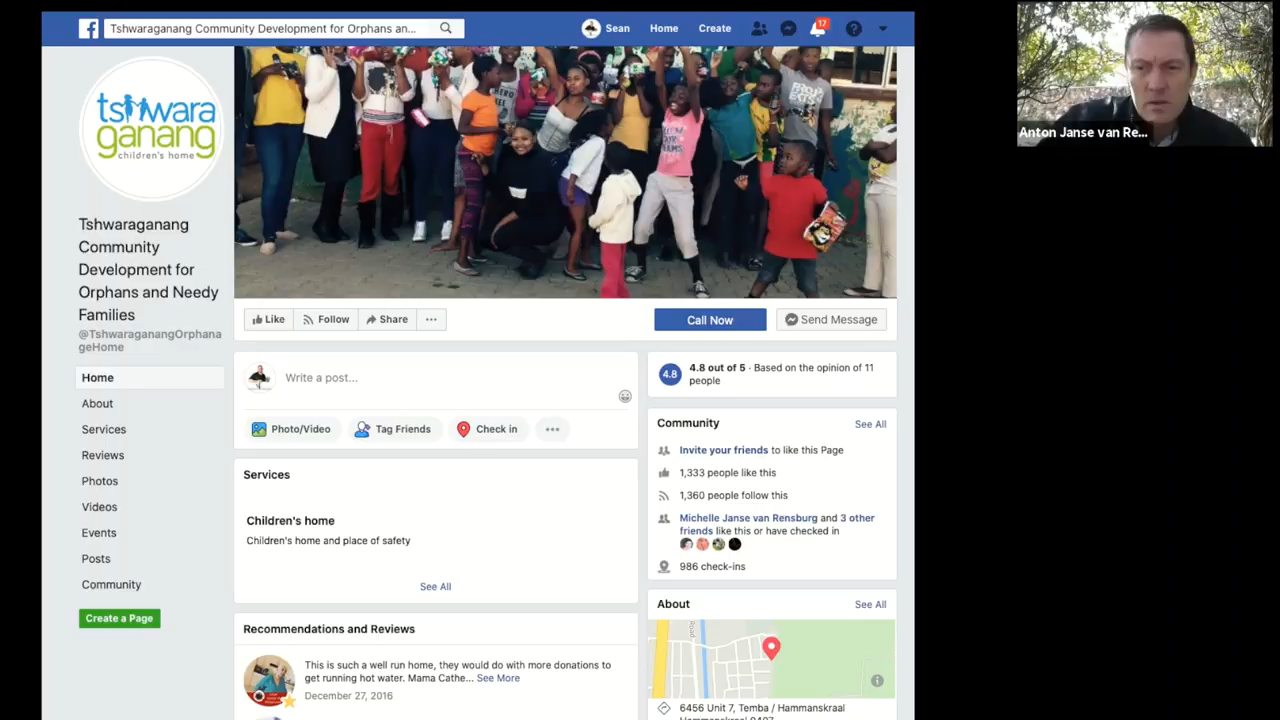 Tshwaraganang Community Development for Orphans an...
Sean
Home
Create
17
tshwara
ganang
children's home
Tshwaraganang
Community
Development for
Orphans and Needy
Families
@TshwaraganangOrphana
geHome
Home
About
Services
Reviews
Photos
Videos
Events
Posts
Community
Create a Page
Like
Follow
Share
Call Now
Send Message
Write a post...
Photo/Video
Tag Friends
Check in
Services
Children's home
Children's home and place of safety
See All
Recommendations and Reviews
This is such a well run home, they would do with more donations to
get running hot water. Mama Cathe... See More
December 27, 2016
4.8
4.8 out of 5 · Based on the opinion of 11
people
Community
See All
Invite your friends to like this Page
1,333 people like this
1,360 people follow this
Michelle Janse van Rensburg and 3 other
friends like this or have checked in
986 check-ins
About
See All
Road
6456 Unit 7, Temba / Hammanskraal
Anton Janse van Re...